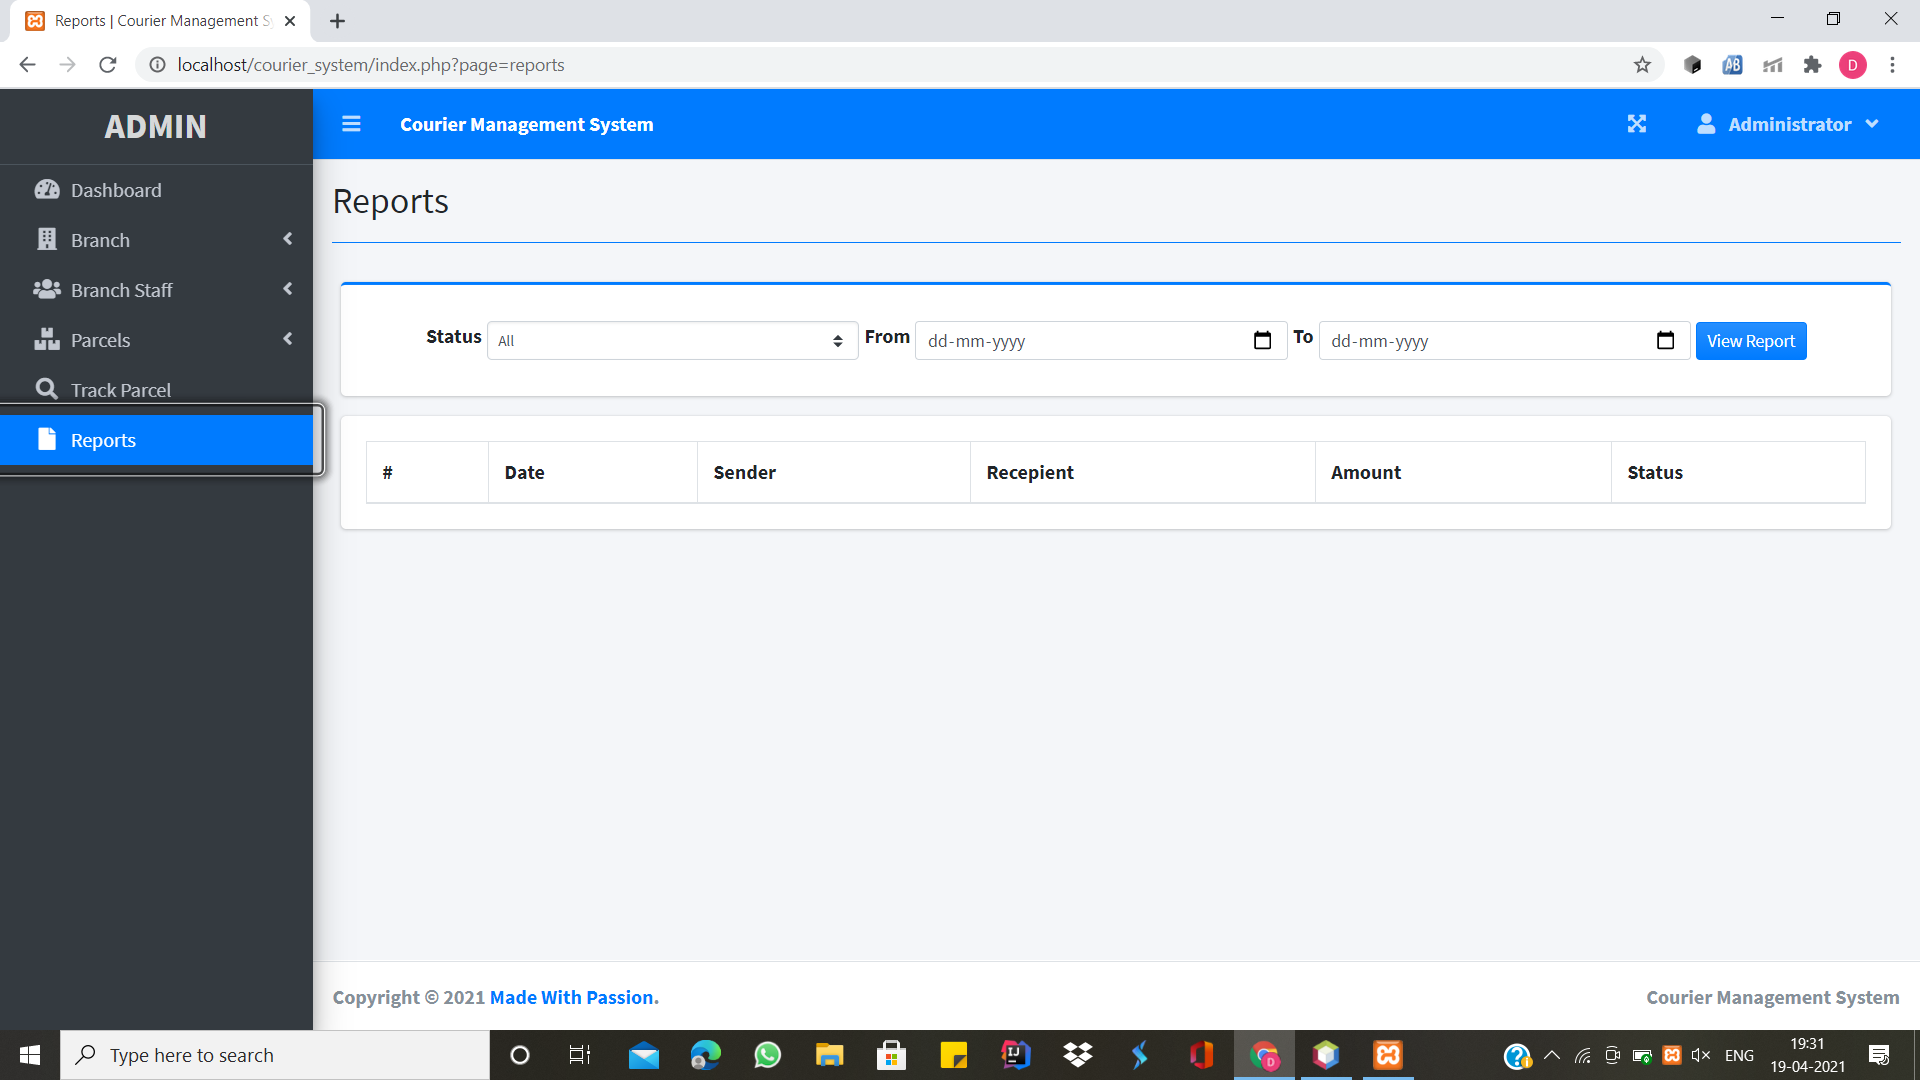 Reports | Courier Management S
localhost/courier_system/index.php?page=reports
AB
D
ADMIN
Courier Management System
Administrator
Dashboard
Branch
Branch Staff
Parcels
Track Parcel
Reports
Reports
Status All From dd-mm-yyyy To dd-mm-yyyy View Report
# Date Sender Recepient Amount Status
Copyright © 2021 Made With Passion.
Courier Management System
Type here to search
IJ
D
ENG
19:31
19-04-2021